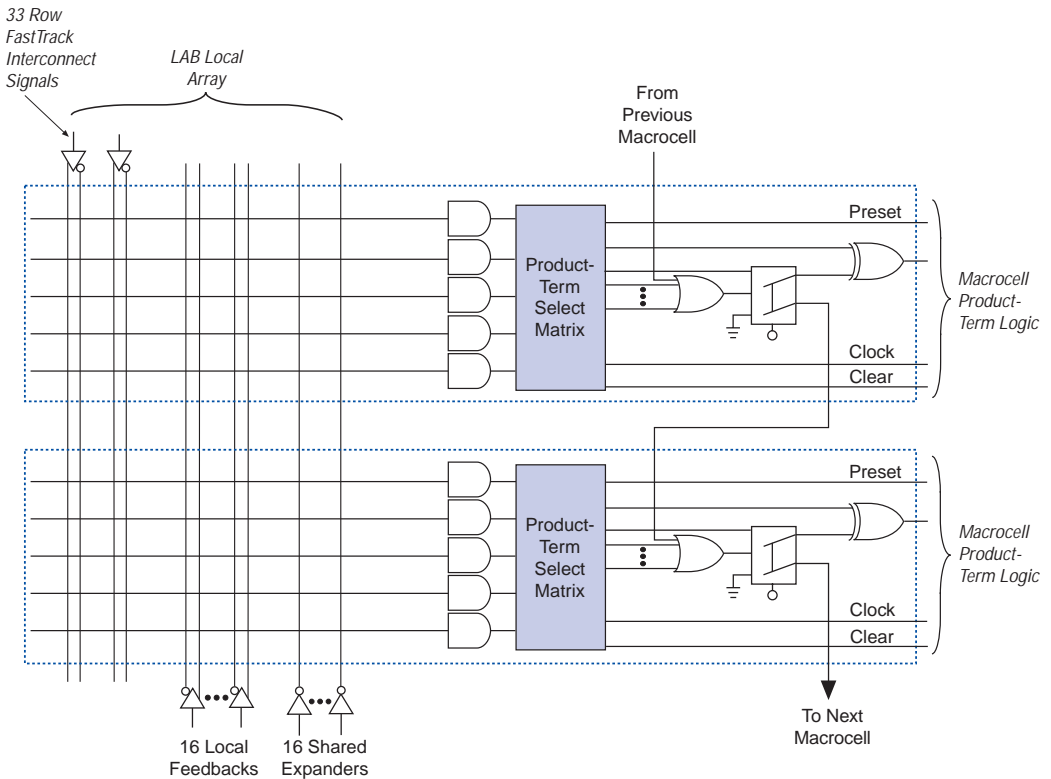 33 Row
FastTrack
Interconnect
Signals
LAB Local
Array
From
Previous
Macrocell
Product-
Term
Select
Matrix
Preset
Clock
Clear
Macrocell
Product-
Term Logic
Product-
Term
Select
Matrix
Preset
Clock
Clear
Macrocell
Product-
Term Logic
16 Local
Feedbacks
16 Shared
Expanders
To Next
Macrocell